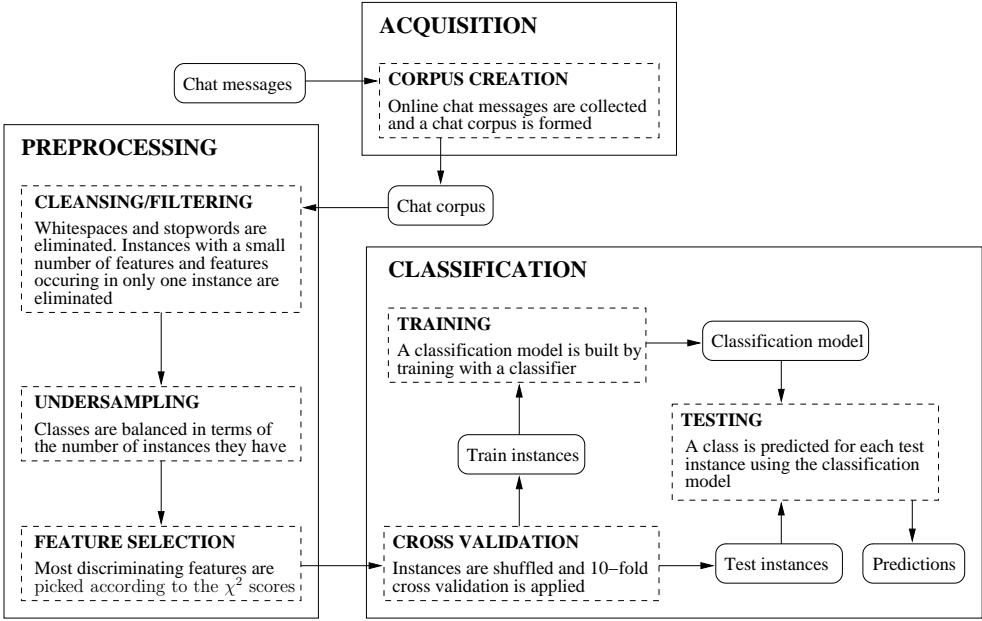 ACQUISITION
Chat messages
CORPUS CREATION
Online chat messages are collected
and a chat corpus is formed
Chat corpus
PREPROCESSING
CLEANSING/FILTERING
Whitespaces and stopwords are
eliminated. Instances with a small
number of features and features
occuring in only one instance are
eliminated
UNDERSAMPLING
Classes are balanced in terms of
the number of instances they have
FEATURE SELECTION
Most discriminating features are
picked according to the χ² scores
CLASSIFICATION
TRAINING
A classification model is built by
training with a classifier
Classification model
TESTING
A class is predicted for each test
instance using the classification
model
Train instances
CROSS VALIDATION
Instances are shuffled and 10−fold
cross validation is applied
Test instances
Predictions